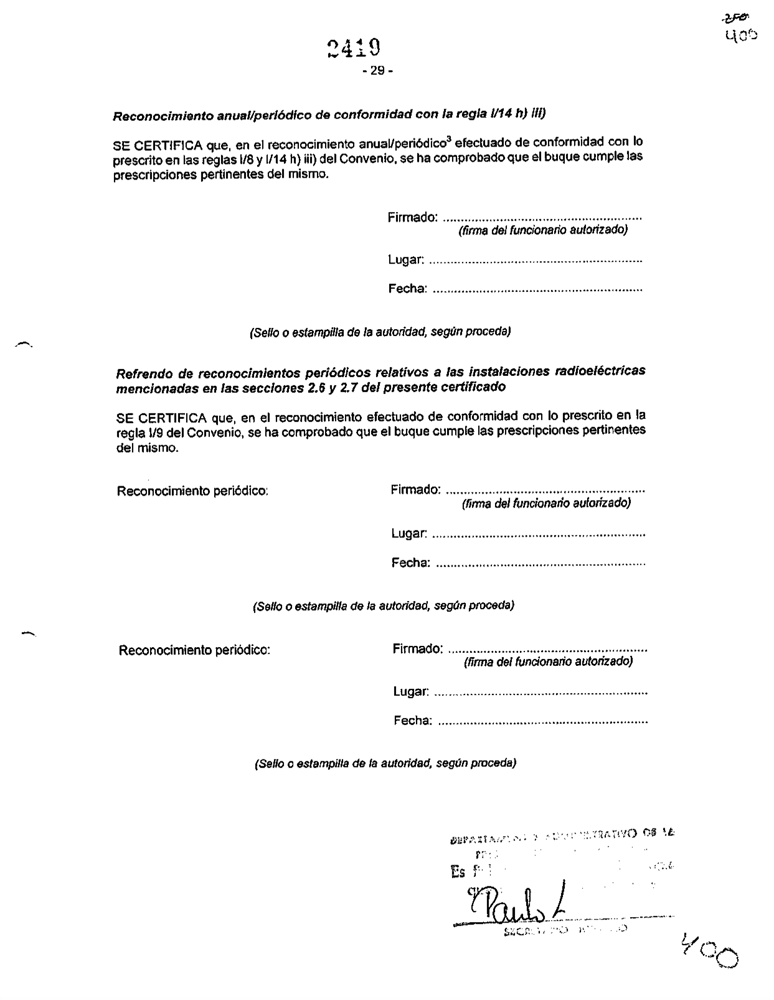 400
2419
- 29 -
Reconocimiento anual/periódico de conformidad con la regla I/14 h) iii)
SE CERTIFICA que, en el reconocimiento anual/periódico³ efectuado de conformidad con lo
prescrito en las reglas I/8 y I/14 h) iii) del Convenio, se ha comprobado que el buque cumple las
prescripciones pertinentes del mismo.
Firmado: ........................................................
(firma del funcionario autorizado)
Lugar: ............................................................
Fecha: ...........................................................
(Sello o estampilla de la autoridad, según proceda)
Refrendo de reconocimientos periódicos relativos a las instalaciones radioeléctricas
mencionadas en las secciones 2.6 y 2.7 del presente certificado
SE CERTIFICA que, en el reconocimiento efectuado de conformidad con lo prescrito en la
regla I/9 del Convenio, se ha comprobado que el buque cumple las prescripciones pertinentes
del mismo.
Reconocimiento periódico: Firmado: ........................................................
(firma del funcionario autorizado)
Lugar: ............................................................
Fecha: ...........................................................
(Sello o estampilla de la autoridad, según proceda)
Reconocimiento periódico: Firmado: ........................................................
(firma del funcionario autorizado)
Lugar: ............................................................
Fecha: ...........................................................
(Sello o estampilla de la autoridad, según proceda)
DEPARTAMENTO ADMINISTRATIVO DE LA
Es
Paulo L
SECRETARIO
400